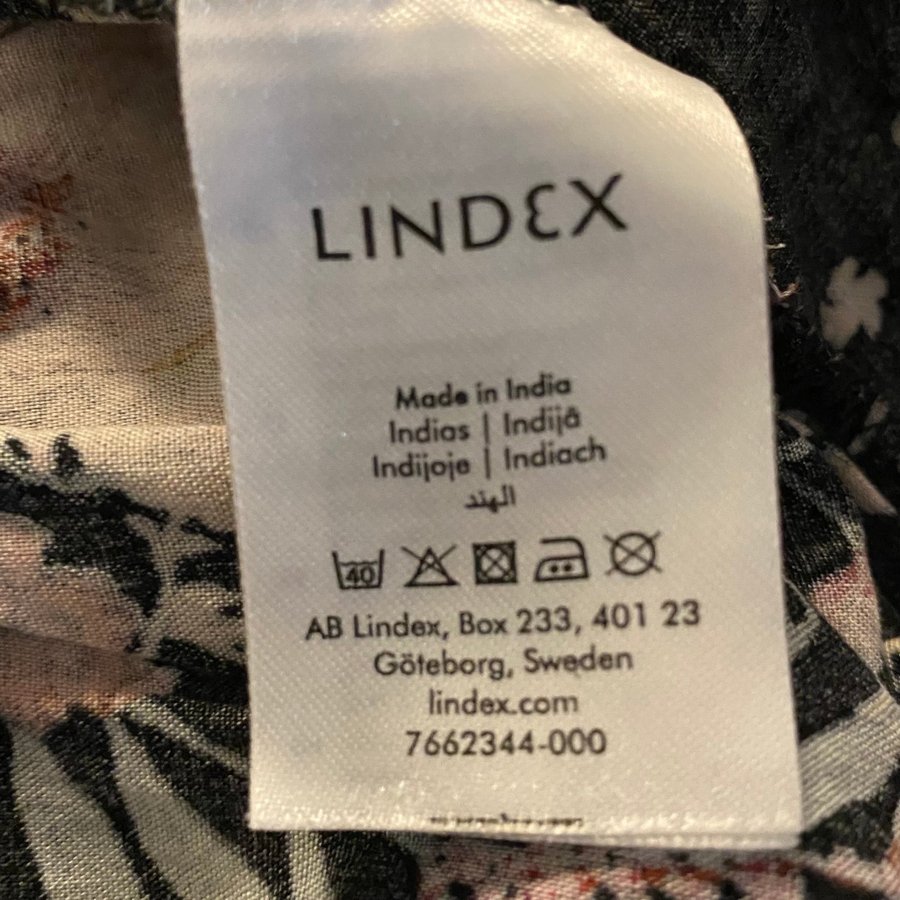 LINDEX
Made in India
Indias | Indijā
Indijoje | Indiach
الهند
40
AB Lindex, Box 233, 401 23
Göteborg, Sweden
lindex.com
7662344-000